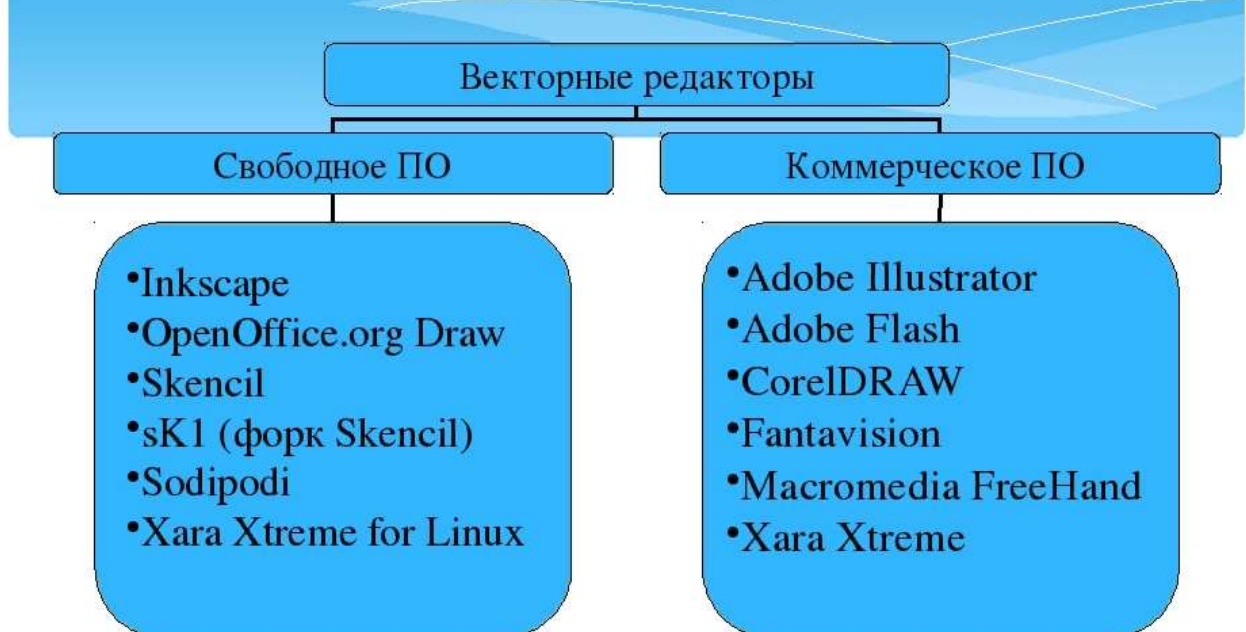 Векторные редакторы
Свободное ПО
Коммерческое ПО
•Inkscape
•OpenOffice.org Draw
•Skencil
•sK1 (форк Skencil)
•Sodipodi
•Xara Xtreme for Linux
•Adobe Illustrator
•Adobe Flash
•CorelDRAW
•Fantavision
•Macromedia FreeHand
•Xara Xtreme